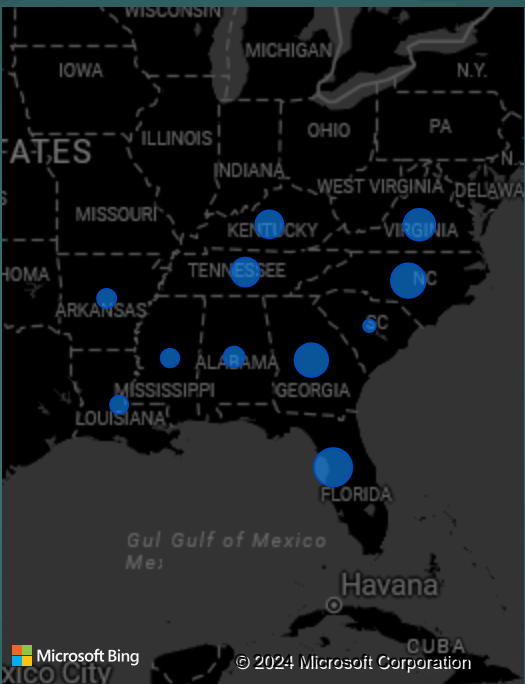 WISCONSIN
MICHIGAN
IOWA
N.Y.
PA
OHIO
ILLINOIS
ATES
INDIANA
WEST VIRGINIA
DELAWA
MISSOURI
KENTUCKY
VIRGINIA
HOMA
TENNESSEE
NC
ARKANSAS
SC
ALABAMA
MISSISSIPPI
GEORGIA
LOUISIANA
FLORIDA
Gul Gulf of Mexico
Me
Havana
CUBA
Microsoft Bing
© 2024 Microsoft Corporation
xico City